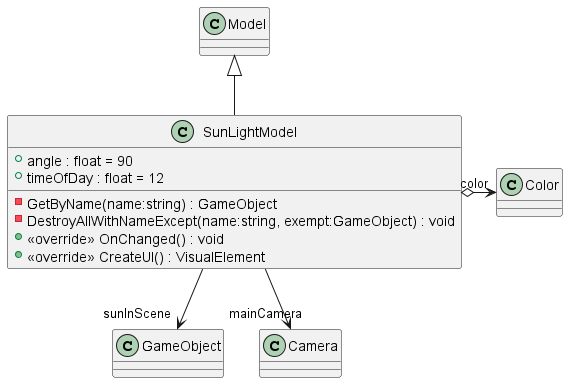 C Model
C SunLightModel
angle : float = 90
timeOfDay : float = 12
GetByName(name:string) : GameObject
DestroyAllWithNameExcept(name:string, exempt:GameObject) : void
«override» OnChanged() : void
«override» CreateUI() : VisualElement
color
C Color
sunInScene
mainCamera
C GameObject
C Camera